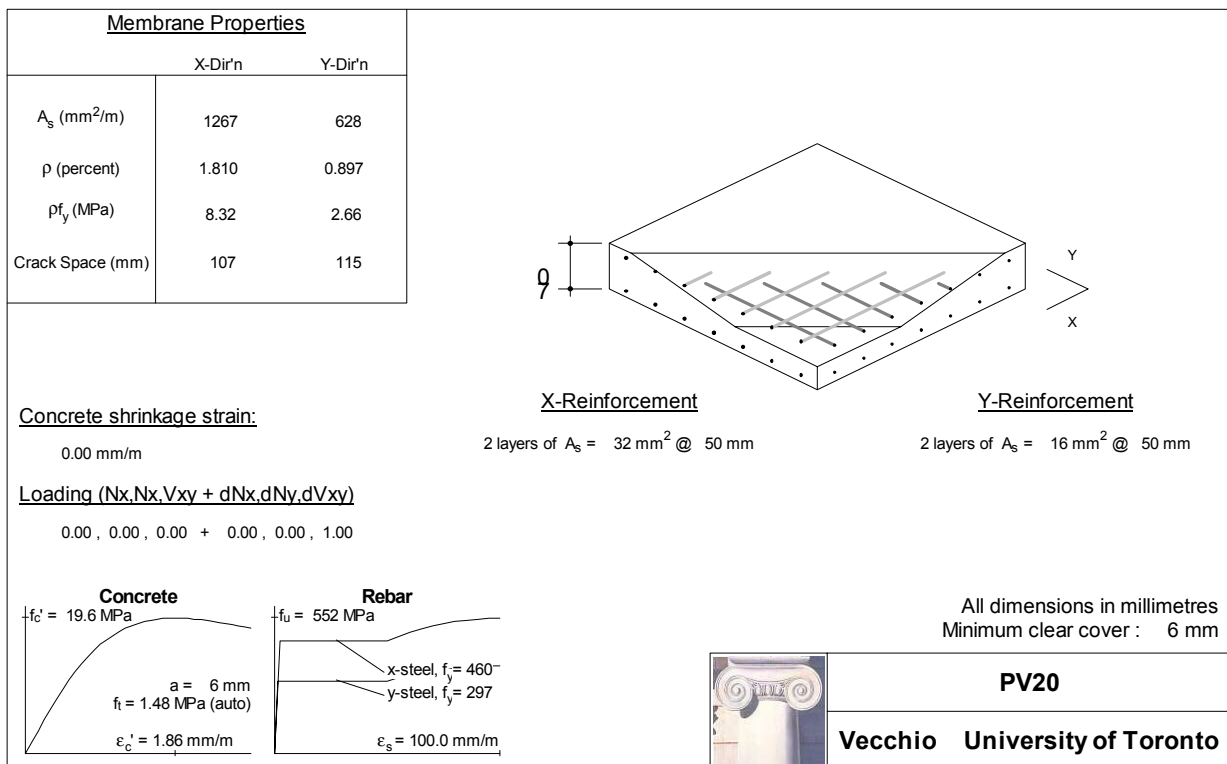 Membrane Properties
X-Dir'n Y-Dir'n
As (mm2/m) 1267 628
ρ (percent) 1.810 0.897
ρfy (MPa) 8.32 2.66
Crack Space (mm) 107 115
70
Y
X
X-Reinforcement
2 layers of As = 32 mm2 @ 50 mm
Y-Reinforcement
2 layers of As = 16 mm2 @ 50 mm
Concrete shrinkage strain:
0.00 mm/m
Loading (Nx,Nx,Vxy + dNx,dNy,dVxy)
0.00 , 0.00 , 0.00 + 0.00 , 0.00 , 1.00
Concrete
fc' = 19.6 MPa
a = 6 mm
ft = 1.48 MPa (auto)
εc' = 1.86 mm/m
Rebar
fu = 552 MPa
x-steel, fy = 460
y-steel, fy = 297
εs = 100.0 mm/m
All dimensions in millimetres
Minimum clear cover : 6 mm
PV20
Vecchio University of Toronto